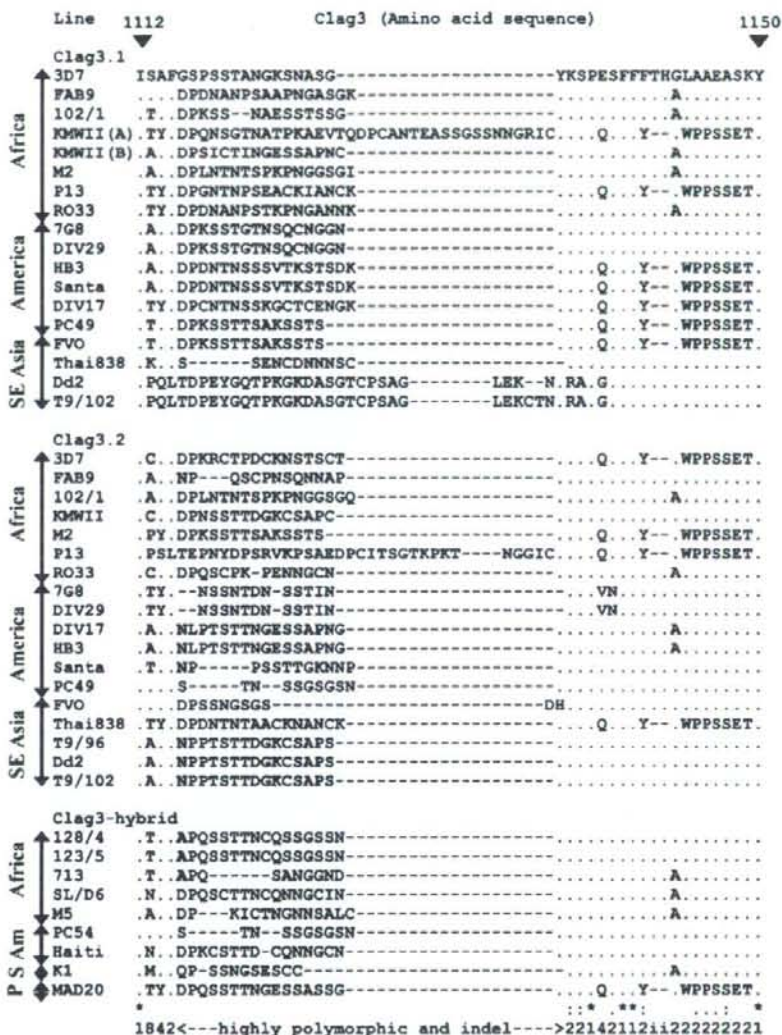 Line 1112 Clag3 (Amino acid sequence) 1150
Clag3.1
3D7 ISAFGSPSSTANGKSNASG----------------------YKSPESFFFTHGLAAEASKY
FAB9 ....DPDNANPSAAPNGASGK--------------------............A.......
102/1 .T..DPKSS--NAESSTSSG---------------------....................
KMWII(A) .TY.DPQNSGTNATPKAEVTQDPCANTEASSGSSNNGRIC....Q...Y--.WPPSSET.
KMWII(B) .A..DPSICTINGESSAPNC---------------------...........A........
M2 .A..DPLNTNTSPKPNGGSGI--------------------...........A........
P13 .TY.DPGNTNPSEACKIANCK--------------------....Q...Y--.WPPSSET.
RO33 .TY.DPDNANPSTKPNGANNK--------------------...........A........
7G8 .A..DPKSSTGTNSQCNGGN---------------------....................
DIV29 .A..DPKSSTGTNSQCNGGN---------------------....................
HB3 .A..DPDNTNSSSVTKSTSDK--------------------....Q...Y--.WPPSSET.
Santa .A..DPDNTNSSSVTKSTSDK--------------------....Q...Y--.WPPSSET.
DIV17 .TY.DPCNTNSSKGCTCENGK--------------------....Q...Y--.WPPSSET.
PC49 .T..DPKSSTTSAKSSTS-----------------------....Q...Y--.WPPSSET.
FVO .T..DPKSSTTSAKSSTS-----------------------....Q...Y--.WPPSSET.
Thai838 .K..S------SENCDNNNSC---------------------...................
Dd2 .PQLTDPEYGQTPKGKDASGTCPSAG--------LEK--N.RA.G................
T9/102 .PQLTDPEYGQTPKGKDASGTCPSAG--------LEKCTN.RA.G................
Clag3.2
3D7 .C..DPKRCTPDCKNSTSCT---------------------....Q...Y--.WPPSSET.
FAB9 .A..NP---QSCPNSQNNAP---------------------....................
102/1 .A..DPLNTNTSPKPNGGSGQ--------------------...........A........
KMWII .C..DPNSSTTDGKCSAPC----------------------....................
M2 .PY.DPKSSTTSAKSSTS-----------------------....Q...Y--.WPPSSET.
P13 .PSLTEPNYDPSRVKPSAEDPCITSGTKPKT----NGGIC....Q...Y--.WPPSSET.
RO33 .C..DPQSCPK-PENNGCN----------------------...........A........
7G8 .TY.--NSSNTDN-SSTIN----------------------....VN..............
DIV29 .TY.--NSSNTDN-SSTIN----------------------....VN..............
DIV17 .A..NLPTSTTNGESSAPNG---------------------...........A........
HB3 .A..NLPTSTTNGESSAPNG---------------------...........A........
Santa .T..NP-----PSSTTGKNNP--------------------....................
PC49 ....S-----TN--SSGSGSN--------------------....................
FVO ....DPSSNGSGS--------------------------DH....................
Thai838 .TY.DPDNTNTAACKNANCK---------------------....Q...Y--.WPPSSET.
T9/96 .A..NPPTSTTDGKCSAPS----------------------....................
Dd2 .A..NPPTSTTDGKCSAPS----------------------....................
T9/102 .A..NPPTSTTDGKCSAPS----------------------....................
Clag3-hybrid
128/4 .T..APQSSTTNCQSSGSSN---------------------....................
123/5 .T..APQSSTTNCQSSGSSN---------------------....................
713 .T..APQ------SANGGND---------------------...........A........
SL/D6 .N..DPQSCTTNCQNNGCIN---------------------...........A........
M5 .A..DP---KICTNGNNSALC--------------------...........A........
PC54 ....S-----TN--SSGSGSN--------------------....................
Haiti .N..DPKCSTTD-CQNNGCN---------------------....................
K1 .M..QP-SSNGSESCC-------------------------...........A........
MAD20 .TY.DPQSSTTNGESSASSG---------------------....Q...Y--.WPPSSET.
* ::* .** . .: .. . .: *
1842<---highly polymorphic and indel---->22142112ii222222221
Africa
America
SE Asia
Africa
America
SE Asia
Africa
P S Am